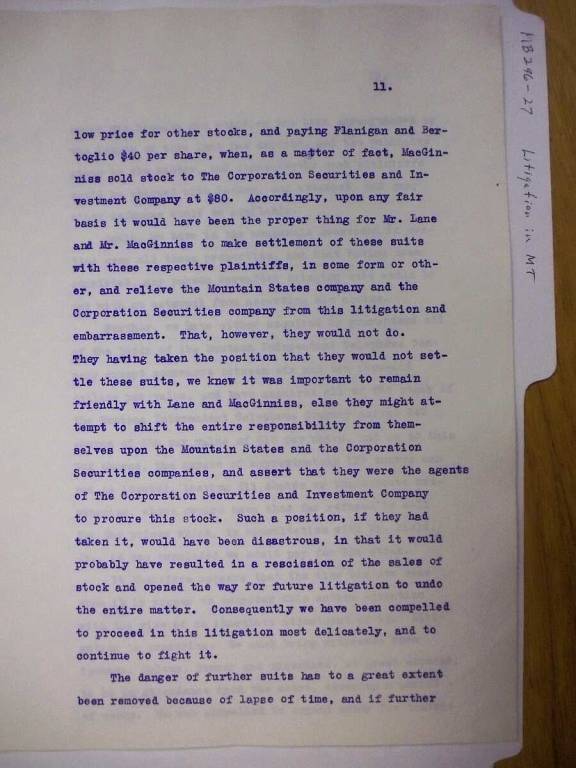 11.
low price for other stocks, and paying Flanigan and Ber-
toglio $40 per share, when, as a matter of fact, MacGin-
niss sold stock to The Corporation Securities and In-
vestment Company at $80.  Accordingly, upon any fair
basis it would have been the proper thing for Mr. Lane
and Mr. MacGinniss to make settlement of these suits
with these respective plaintiffs, in some form or oth-
er, and relieve the Mountain States company and the
Corporation Securities company from this litigation and
embarrassment.  That, however, they would not do.
They having taken the position that they would not set-
tle these suits, we knew it was important to remain
friendly with Lane and MacGinniss, else they might at-
tempt to shift the entire responsibility from them-
selves upon the Mountain States and the Corporation
Securities companies, and assert that they were the agents
of The Corporation Securities and Investment Company
to procure this stock.  Such a position, if they had
taken it, would have been disastrous, in that it would
probably have resulted in a rescission of the sales of
stock and opened the way for future litigation to undo
the entire matter.  Consequently we have been compelled
to proceed in this litigation most delicately, and to
continue to fight it.
The danger of further suits has to a great extent
been removed because of lapse of time, and if further
HB296-27 Litigation in MT